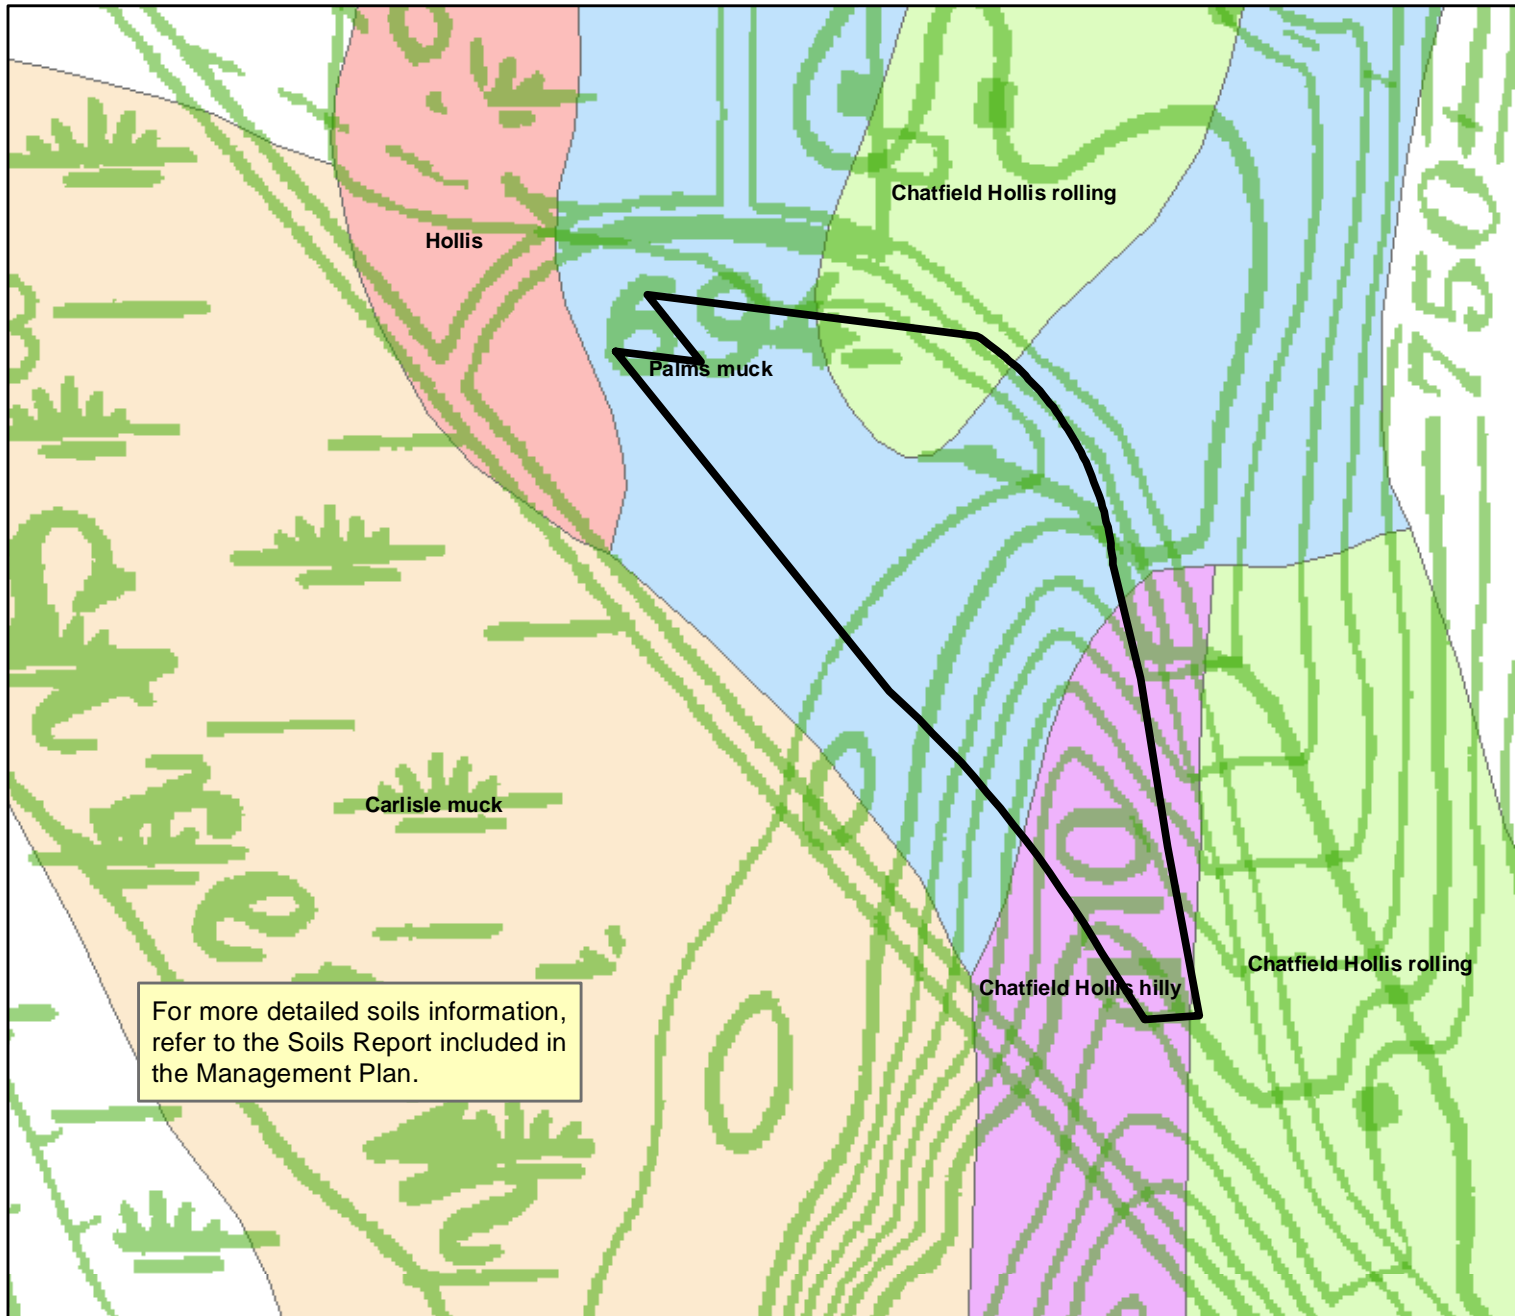 Chatfield Hollis rolling
Hollis
750
Palms muck
Carlisle muck
Chatfield Hollis rolling
Chatfield Hollis hilly
For more detailed soils information,
refer to the Soils Report included in
the Management Plan.